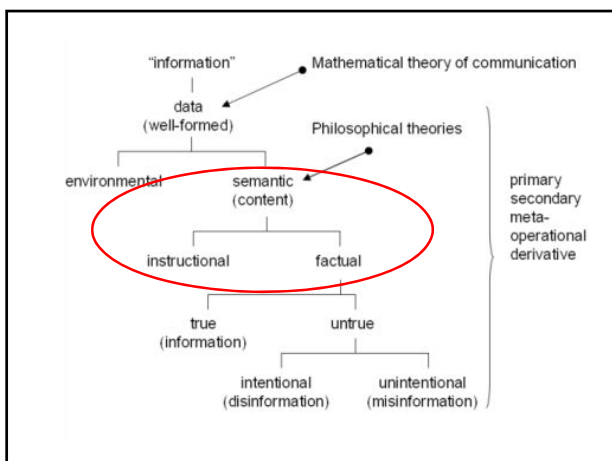 “information”
Mathematical theory of communication
data
(well-formed)
Philosophical theories
environmental
semantic
(content)
primary
secondary
meta-
operational
derivative
instructional
factual
true
(information)
untrue
intentional
(disinformation)
unintentional
(misinformation)